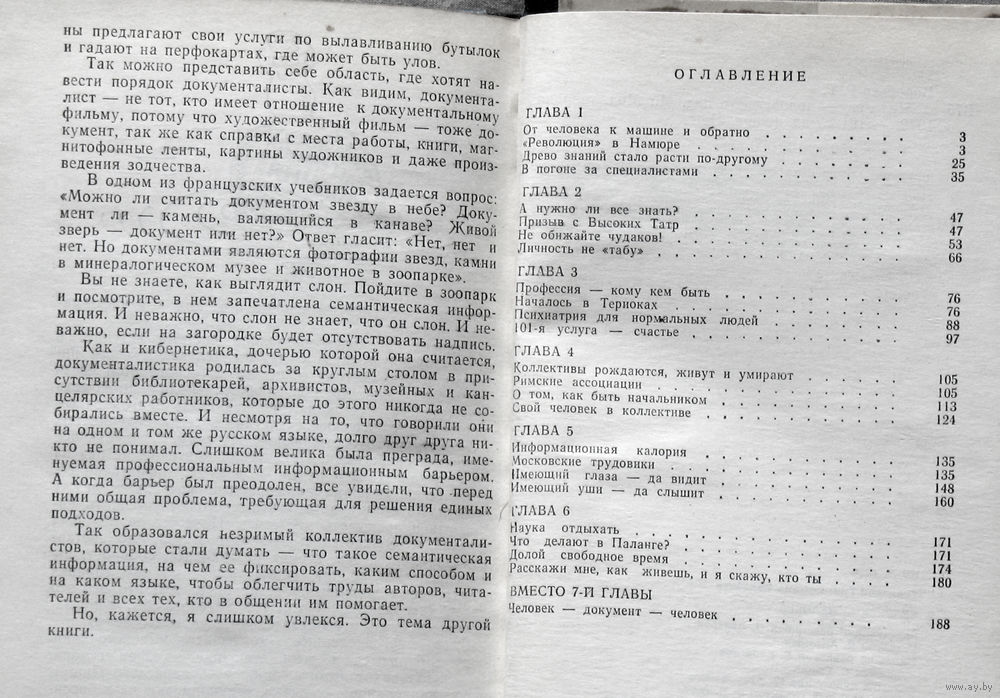 ны предлагают свои услуги по вылавливанию бутылок
и гадают на перфокартах, где может быть улов.
Так можно представить себе область, где хотят на-
вести порядок документалисты. Как видим, документа-
лист — не тот, кто имеет отношение к документальному
фильму, потому что художественный фильм — тоже до-
кумент, так же как справки с места работы, книги, маг-
нитофонные ленты, картины художников и даже произ-
ведения зодчества.
В одном из французских учебников задается вопрос:
«Можно ли считать документом звезду в небе? Доку-
мент ли — камень, валяющийся в канаве? Живой
зверь — документ или нет?» Ответ гласит: «Нет, нет и
нет. Но документами являются фотографии звезд, камни
в минералогическом музее и животное в зоопарке».
Вы не знаете, как выглядит слон. Пойдите в зоопарк
и посмотрите, в нем запечатлена семантическая инфор-
мация. И неважно, что слон не знает, что он слон. И не-
важно, если на загородке будет отсутствовать надпись.
Как и кибернетика, дочерью которой она считается,
документалистика родилась за круглым столом в при-
сутствии библиотекарей, архивистов, музейных и кан-
целярских работников, которые до этого никогда не со-
бирались вместе. И несмотря на то, что говорили они
на одном и том же русском языке, долго друг друга ни-
кто не понимал. Слишком велика была преграда, име-
нуемая профессиональным информационным барьером.
А когда барьер был преодолен, все увидели, что перед
ними общая проблема, требующая для решения единых
подходов.
Так образовался незримый коллектив документали-
стов, которые стали думать — что такое семантическая
информация, на чем ее фиксировать, каким способом и
на каком языке, чтобы облегчить труды авторов, чита-
телей и всех тех, кто в общении им помогает.
Но, кажется, я слишком увлекся. Это тема другой
книги.
ОГЛАВЛЕНИЕ
ГЛАВА 1
От человека к машине и обратно . . . . . . . 3
«Революция» в Намюре . . . . . . . . . 3
Древо знаний стало расти по-другому . . . . . . 25
В погоне за специалистами . . . . . . . . 35
ГЛАВА 2
А нужно ли все знать? . . . . . . . . . 47
Призыв с Высоких Татр . . . . . . . . . 47
Не обижайте чудаков! . . . . . . . . . 53
Личность не «табу» . . . . . . . . . . 66
ГЛАВА 3
Профессия — кому кем быть . . . . . . . . 76
Началось в Териоках . . . . . . . . . 76
Психиатрия для нормальных людей . . . . . . 88
101-я услуга — счастье . . . . . . . . . 97
ГЛАВА 4
Коллективы рождаются, живут и умирают . . . . . 105
Римские ассоциации . . . . . . . . . . 105
О том, как быть начальником . . . . . . . 113
Свой человек в коллективе . . . . . . . . 124
ГЛАВА 5
Информационная калория . . . . . . . . 135
Московские трудовики . . . . . . . . . 135
Имеющий глаза — да видит . . . . . . . . 148
Имеющий уши — да слышит . . . . . . . . 160
ГЛАВА 6
Наука отдыхать . . . . . . . . . . . 171
Что делают в Паланге? . . . . . . . . . 171
Долой свободное время . . . . . . . . . 174
Расскажи мне, как живешь, и я скажу, кто ты . . . . 180
ВМЕСТО 7-Й ГЛАВЫ
Человек — документ — человек . . . . . . . 188
www.ay.by